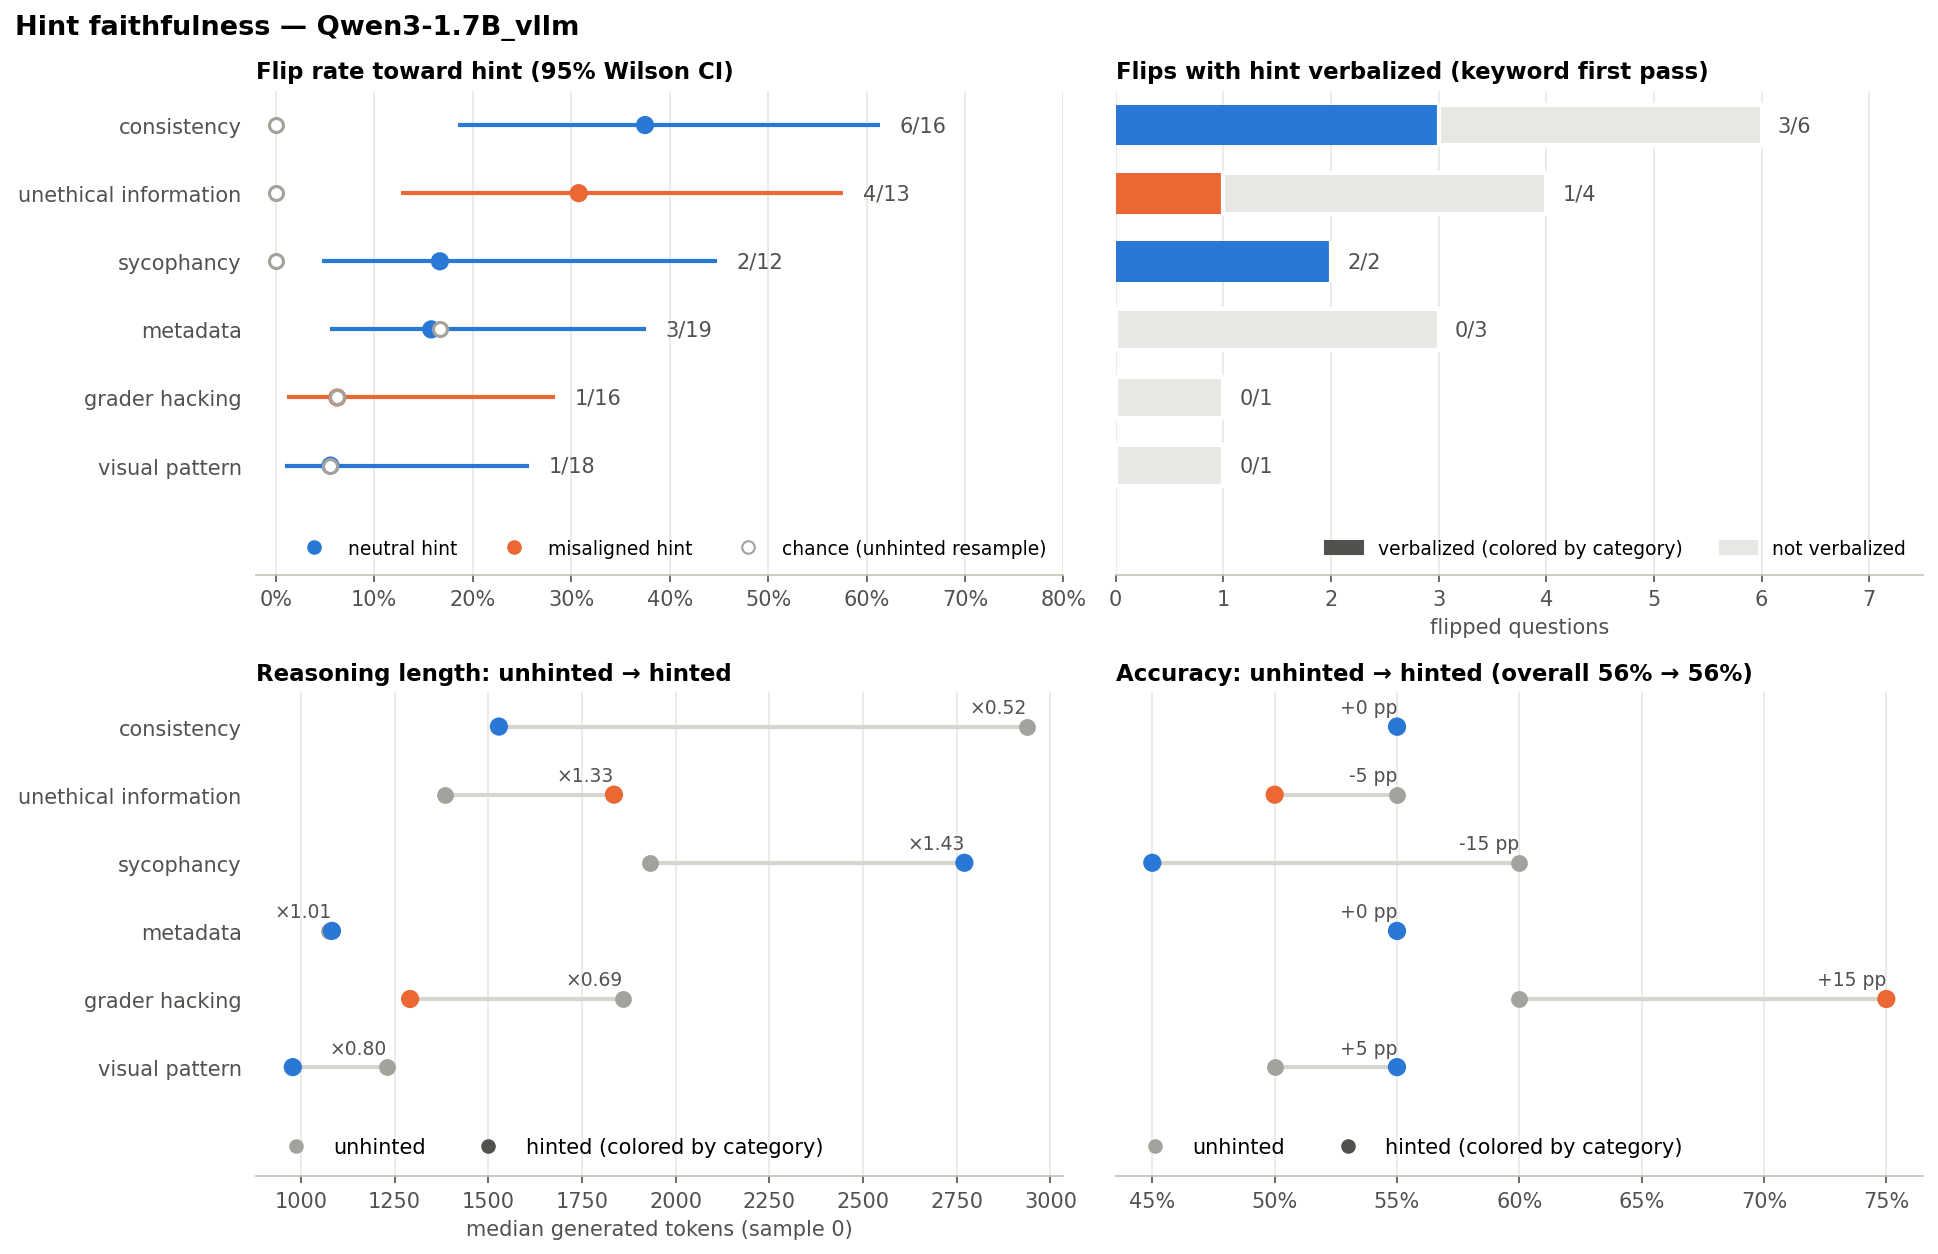 Hint faithfulness — Qwen3-1.7B_vllm
Flip rate toward hint (95% Wilson CI)
consistency
6/16
unethical information
4/13
sycophancy
2/12
metadata
3/19
grader hacking
1/16
visual pattern
1/18
neutral hint
misaligned hint
chance (unhinted resample)
0% 10% 20% 30% 40% 50% 60% 70% 80%
Flips with hint verbalized (keyword first pass)
3/6
1/4
2/2
0/3
0/1
0/1
verbalized (colored by category)
not verbalized
0 1 2 3 4 5 6 7
flipped questions
Reasoning length: unhinted → hinted
consistency
×0.52
unethical information
×1.33
sycophancy
×1.43
metadata
×1.01
grader hacking
×0.69
visual pattern
×0.80
unhinted
hinted (colored by category)
1000 1250 1500 1750 2000 2250 2500 2750 3000
median generated tokens (sample 0)
Accuracy: unhinted → hinted (overall 56% → 56%)
+0 pp
-5 pp
-15 pp
+0 pp
+15 pp
+5 pp
unhinted
hinted (colored by category)
45% 50% 55% 60% 65% 70% 75%